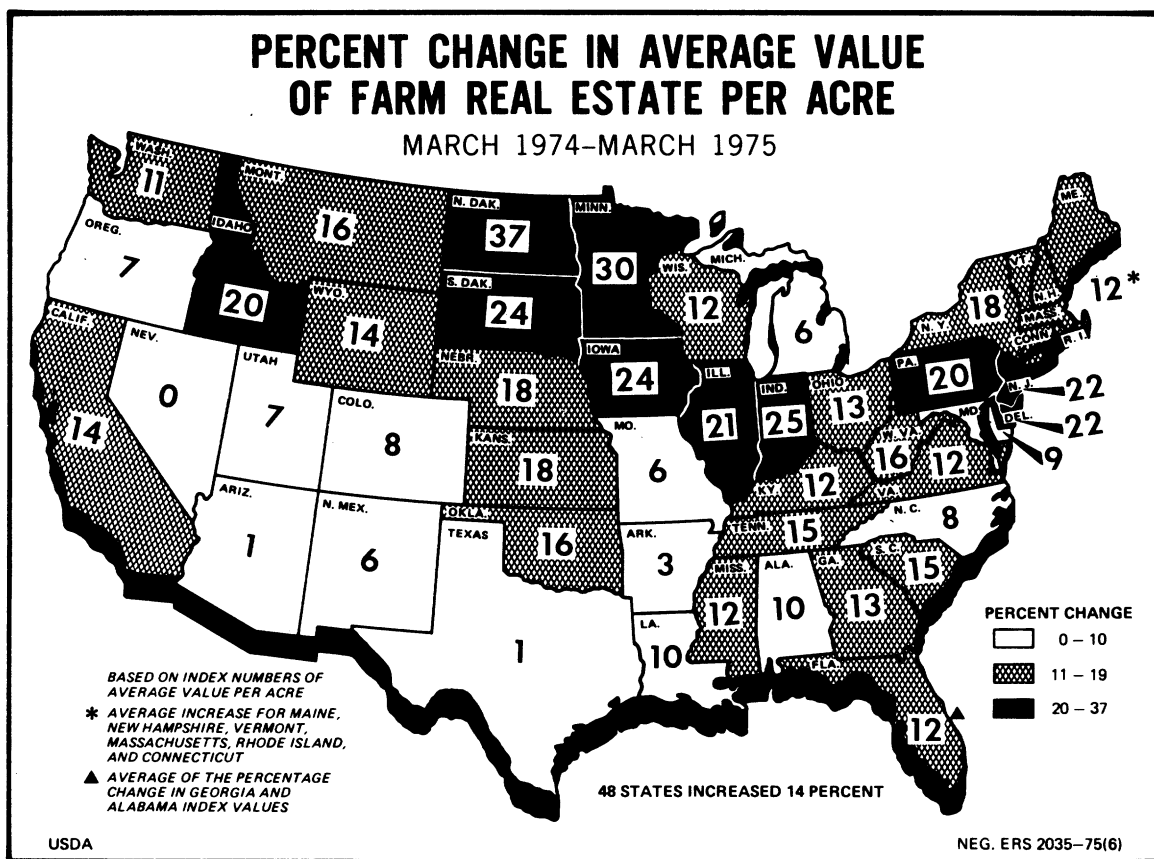 PERCENT CHANGE IN AVERAGE VALUE
OF FARM REAL ESTATE PER ACRE
MARCH 1974–MARCH 1975
WASH.
11
MONT.
16
N. DAK.
37
MINN.
30
ME.
OREG.
7
IDAHO
20
WYO.
14
S. DAK.
24
WIS.
12
MICH.
6
VT.
N.H.
12*
N.Y.
18
MASS.
CONN.
R.I.
CALIF.
14
NEV.
0
UTAH
7
COLO.
8
NEBR.
18
IOWA
24
ILL.
21
IND.
25
OHIO
13
PA.
20
N.J.
22
DEL.
22
MD.
9
KANS.
18
MO.
6
KY.
12
W.VA.
16
VA.
12
ARIZ.
1
N. MEX.
6
OKLA.
16
TEXAS
1
ARK.
3
TENN.
15
N.C.
8
MISS.
12
ALA.
10
GA.
13
S.C.
15
LA.
10
FLA.
12▲
PERCENT CHANGE
0 – 10
11 – 19
20 – 37
BASED ON INDEX NUMBERS OF
AVERAGE VALUE PER ACRE
* AVERAGE INCREASE FOR MAINE,
NEW HAMPSHIRE, VERMONT,
MASSACHUSETTS, RHODE ISLAND,
AND CONNECTICUT
▲ AVERAGE OF THE PERCENTAGE
CHANGE IN GEORGIA AND
ALABAMA INDEX VALUES
48 STATES INCREASED 14 PERCENT
USDA
NEG. ERS 2035–75(6)